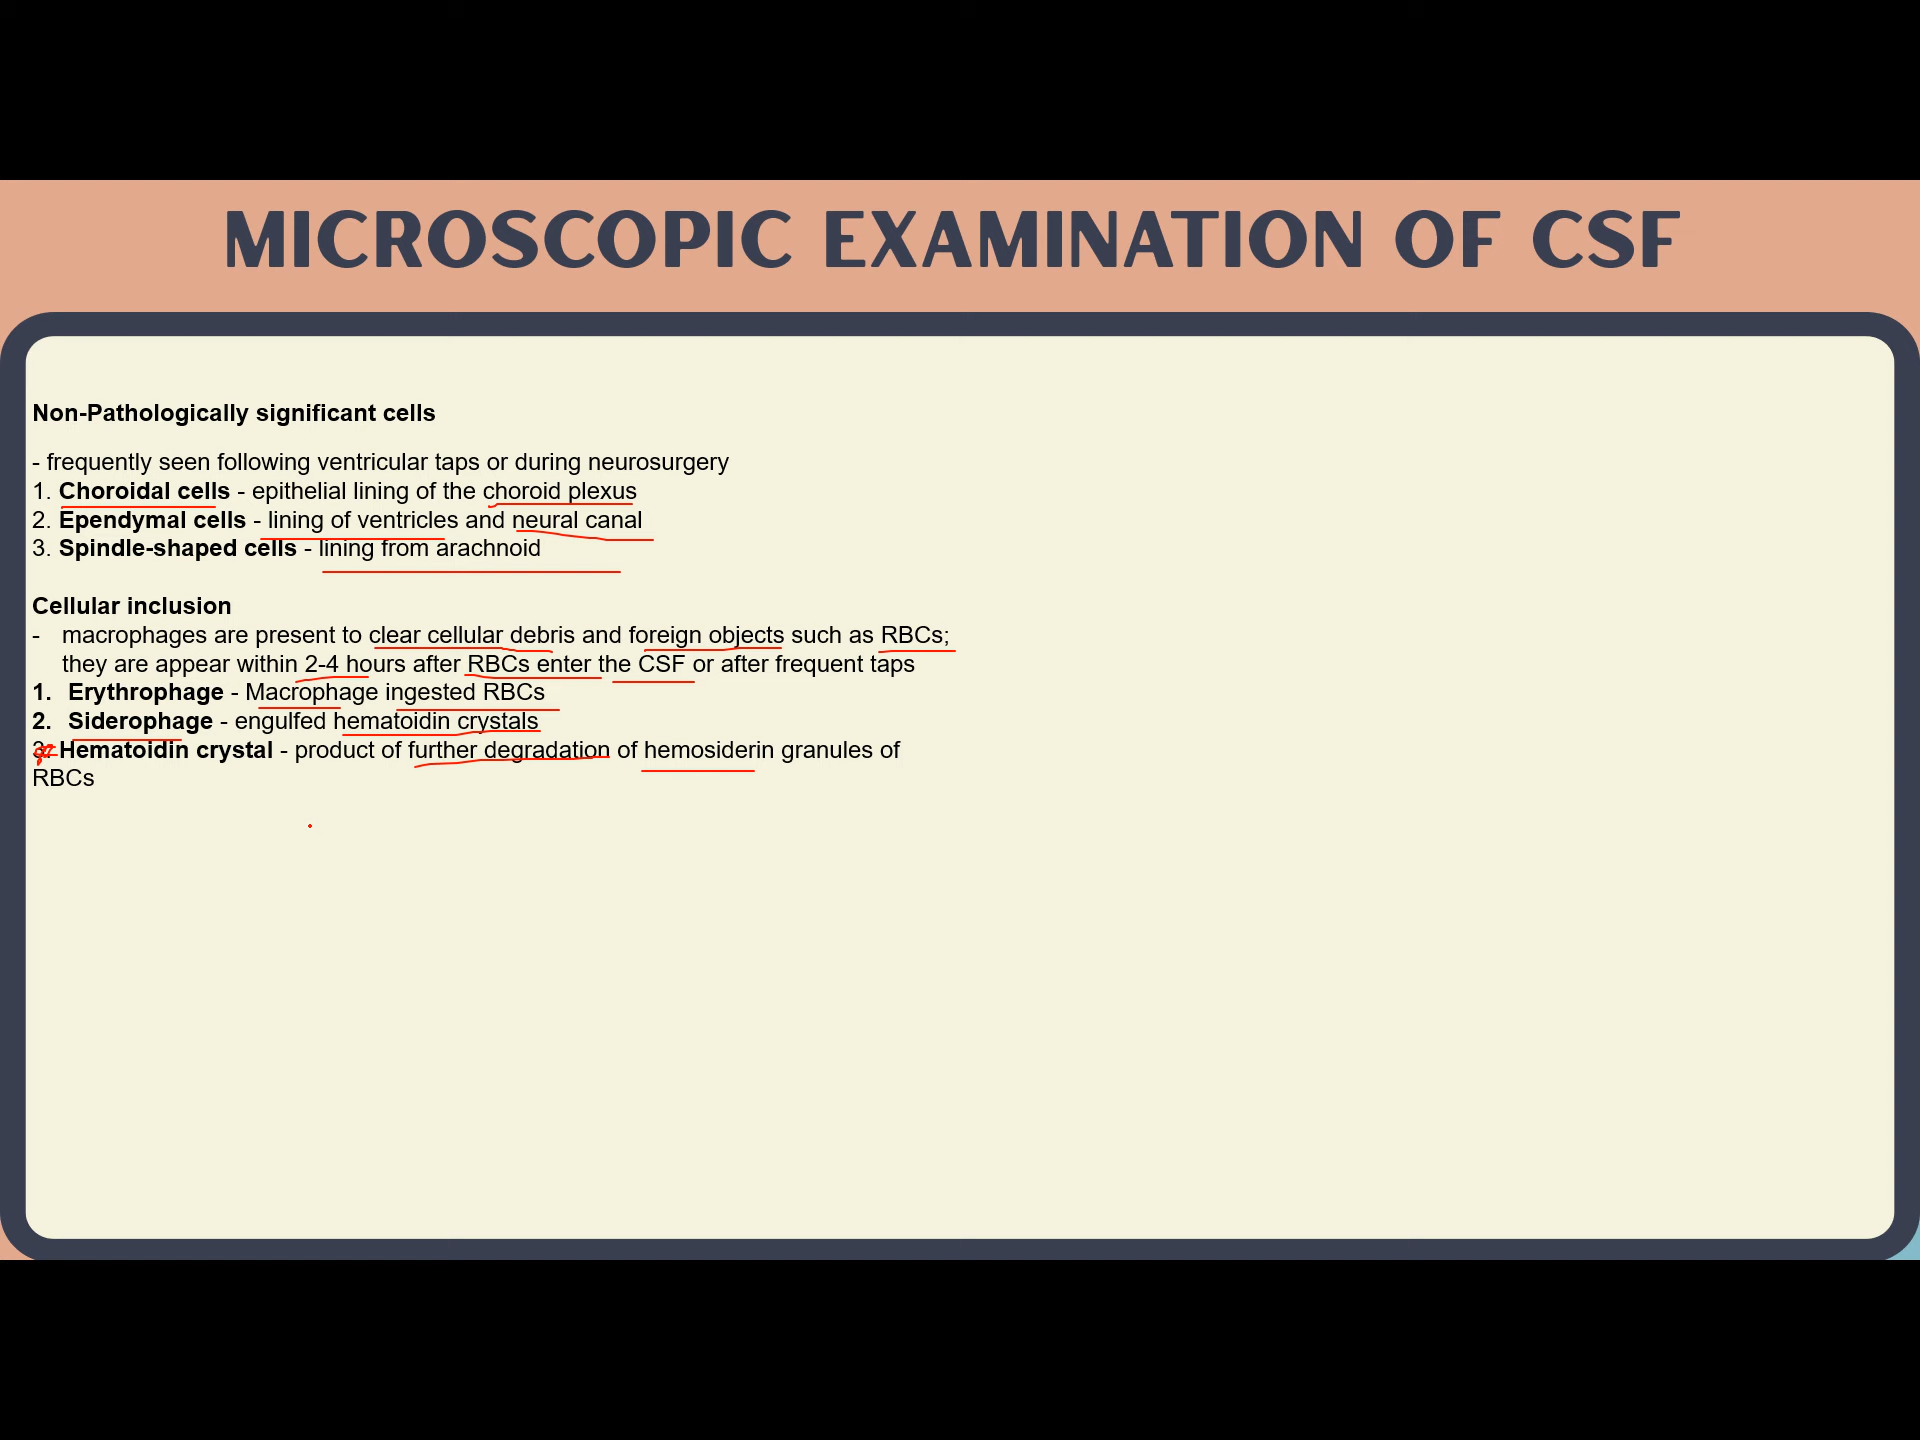 MICROSCOPIC EXAMINATION OF CSF
Non-Pathologically significant cells
- frequently seen following ventricular taps or during neurosurgery
1. Choroidal cells - epithelial lining of the choroid plexus
2. Ependymal cells - lining of ventricles and neural canal
3. Spindle-shaped cells - lining from arachnoid
Cellular inclusion
- macrophages are present to clear cellular debris and foreign objects such as RBCs;
they are appear within 2-4 hours after RBCs enter the CSF or after frequent taps
1. Erythrophage - Macrophage ingested RBCs
2. Siderophage - engulfed hematoidin crystals
3. Hematoidin crystal - product of further degradation of hemosiderin granules of
RBCs